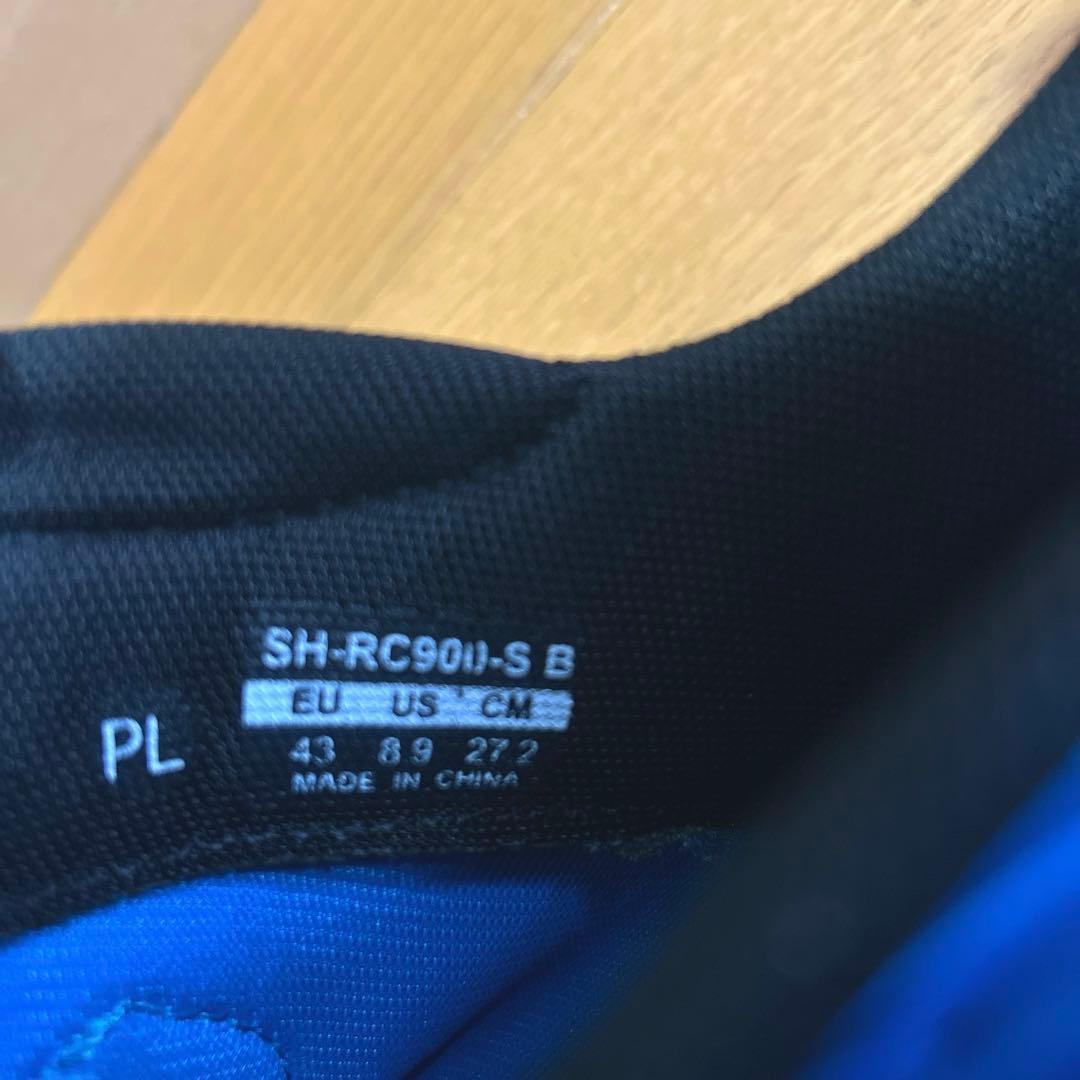 SH-RC900-S B
EU US CM
43 8.9 27.2
PL
MADE IN CHINA